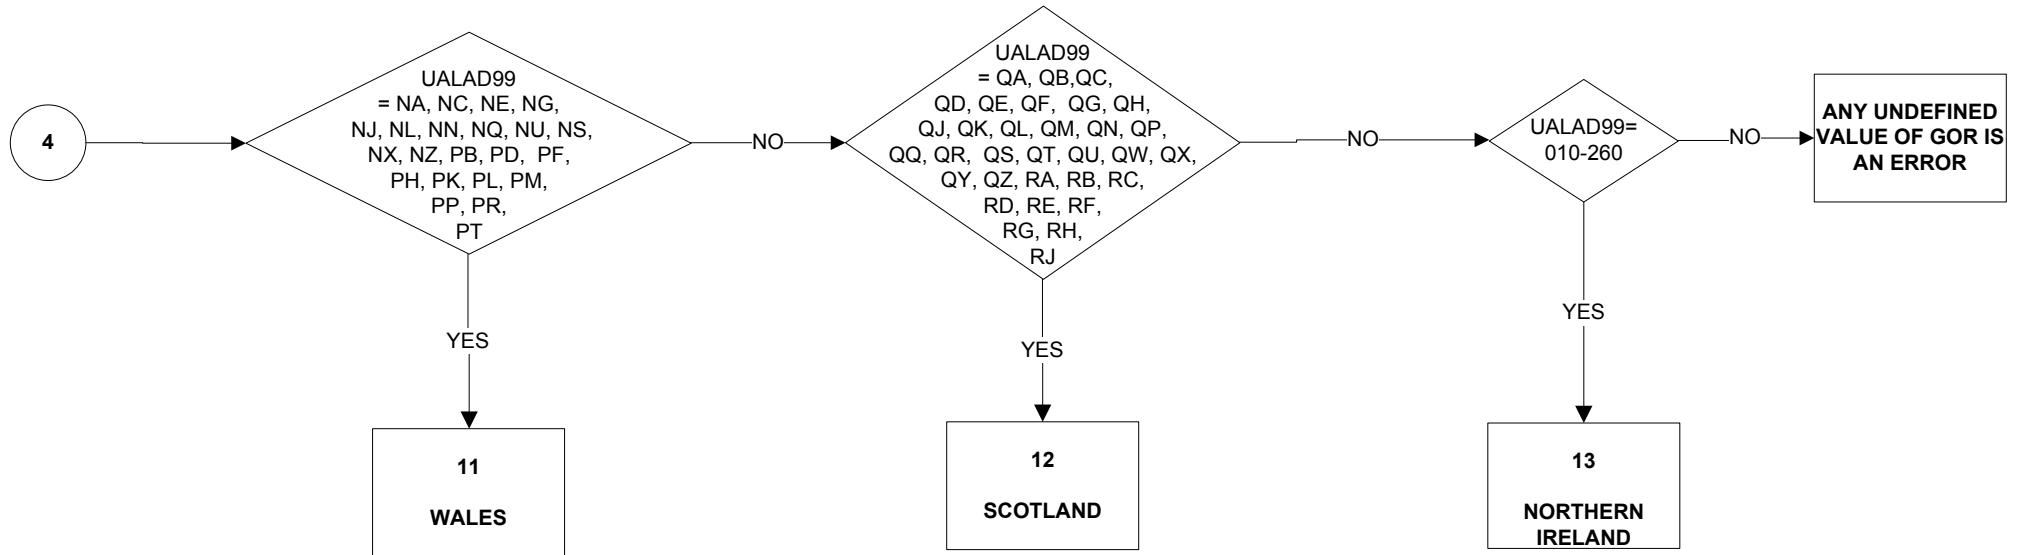 4
UALAD99
= NA, NC, NE, NG,
NJ, NL, NN, NQ, NU, NS,
NX, NZ, PB, PD, PF,
PH, PK, PL, PM,
PP, PR,
PT
NO
UALAD99
= QA, QB,QC,
QD, QE, QF, QG, QH,
QJ, QK, QL, QM, QN, QP,
QQ, QR, QS, QT, QU, QW, QX,
QY, QZ, RA, RB, RC,
RD, RE, RF,
RG, RH,
RJ
NO
UALAD99=
010-260
NO
ANY UNDEFINED
VALUE OF GOR IS
AN ERROR
YES
YES
YES
11
WALES
12
SCOTLAND
13
NORTHERN
IRELAND